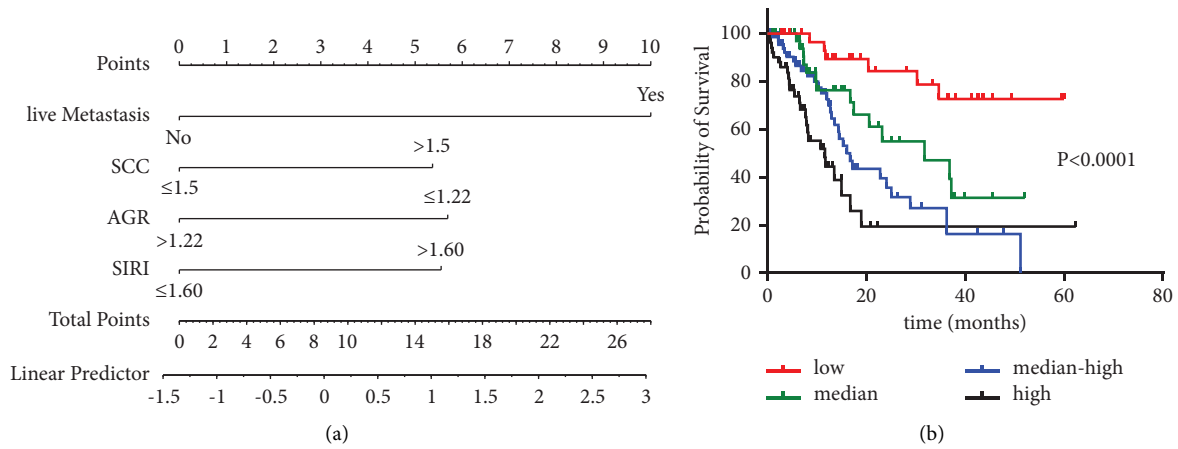 0 1 2 3 4 5 6 7 8 9 10
Points
Yes
live Metastasis
No
>1.5
SCC
≤1.5
≤1.22
AGR
>1.22
>1.60
SIRI
≤1.60
Total Points
0 2 4 6 8 10 14 18 22 26
Linear Predictor
-1.5 -1 -0.5 0 0.5 1 1.5 2 2.5 3
(a)
Probability of Survival
100
80
60
40
20
0
P<0.0001
0 20 40 60 80
time (months)
low
median
median-high
high
(b)